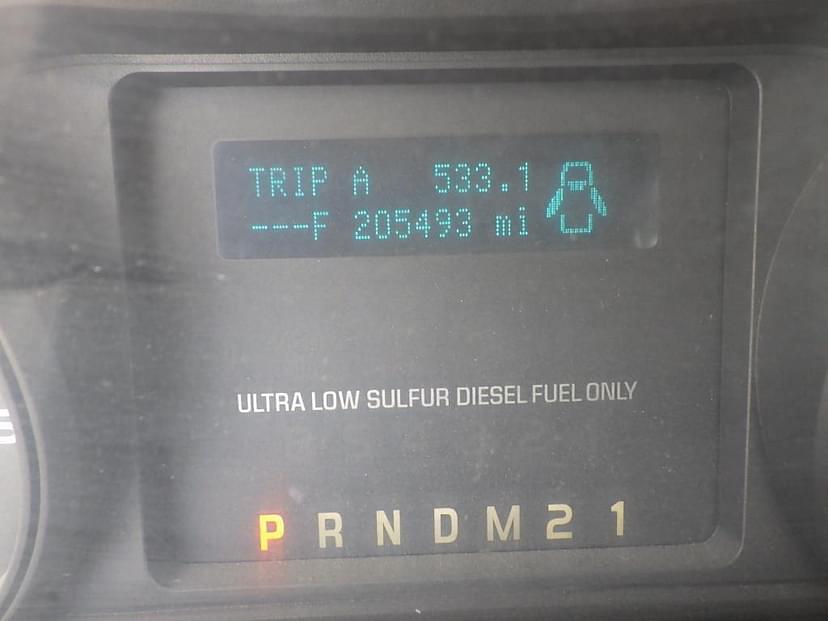 TRIP A 533.1
---F 205493 mi
ULTRA LOW SULFUR DIESEL FUEL ONLY
P R N D M 2 1